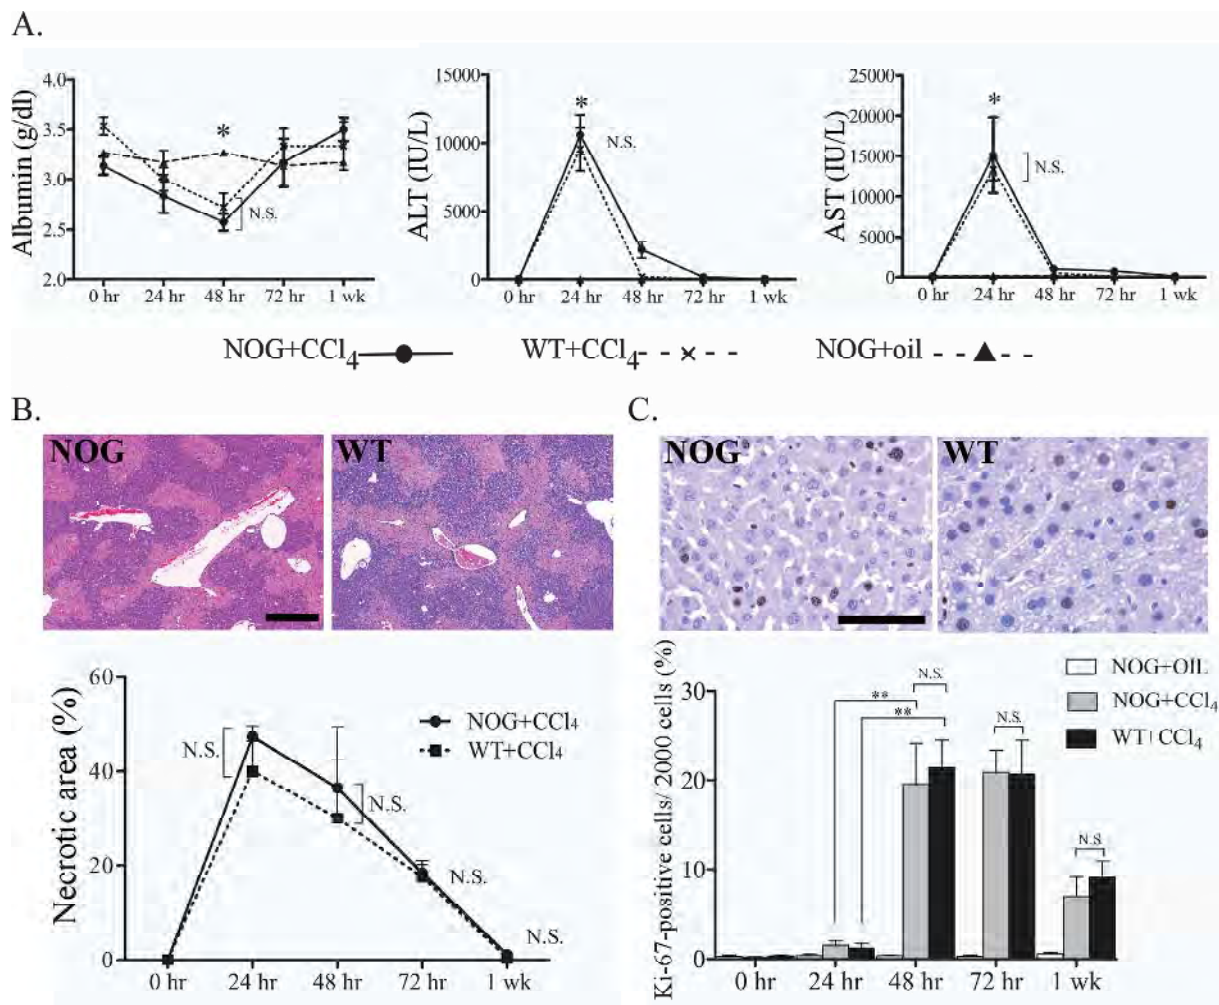 A.
Albumin (g/dl)
4.0
3.5
3.0
2.5
2.0
*
N.S.
0 hr 24 hr 48 hr 72 hr 1 wk
ALT (IU/L)
15000
10000
5000
0
*
N.S.
0 hr 24 hr 48 hr 72 hr 1 wk
AST (IU/L)
25000
20000
15000
10000
5000
0
*
N.S.
0 hr 24 hr 48 hr 72 hr 1 wk
NOG+CCl4 WT+CCl4 NOG+oil
B.
NOG WT
Necrotic area (%)
60
40
20
0
N.S.
N.S.
N.S.
N.S.
NOG+CCl4
WT+CCl4
0 hr 24 hr 48 hr 72 hr 1 wk
C.
NOG WT
Ki-67-positive cells/ 2000 cells (%)
30
20
10
0
**
**
N.S.
N.S.
N.S.
NOG+OIL
NOG+CCl4
WT+CCl4
0 hr 24 hr 48 hr 72 hr 1 wk